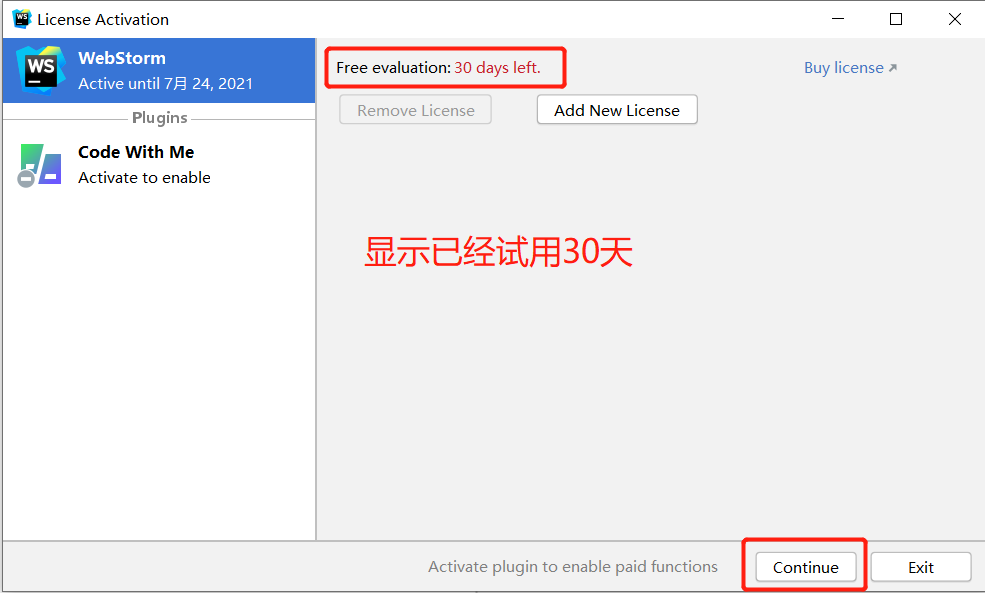 License Activation
WS
WebStorm
Active until 7月 24, 2021
Plugins
Code With Me
Activate to enable
Free evaluation: 30 days left.
Buy license
Remove License
Add New License
显示已经试用30天
Activate plugin to enable paid functions
Continue
Exit